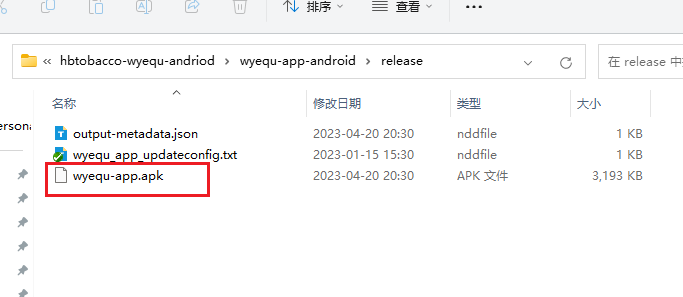 排序 查看 ...
« hbtobacco-wyequ-andriod › wyequ-app-android › release 在 release 中
名称 修改日期 类型 大小
ersona
output-metadata.json 2023-04-20 20:30 nddfile 1 KB
wyequ_app_updateconfig.txt 2023-01-15 15:30 nddfile 1 KB
wyequ-app.apk 2023-04-20 20:30 APK 文件 3,193 KB